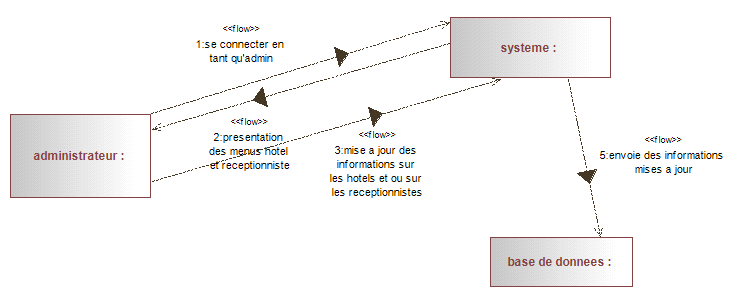 <<flow>>
1:se connecter en
tant qu'admin
systeme :
administrateur :
<<flow>>
2:presentation
des menus hotel
et receptionniste
<<flow>>
3:mise a jour des
informations sur
les hotels et ou sur
les receptionnistes
<<flow>>
5:envoie des informations
mises a jour
base de donnees :